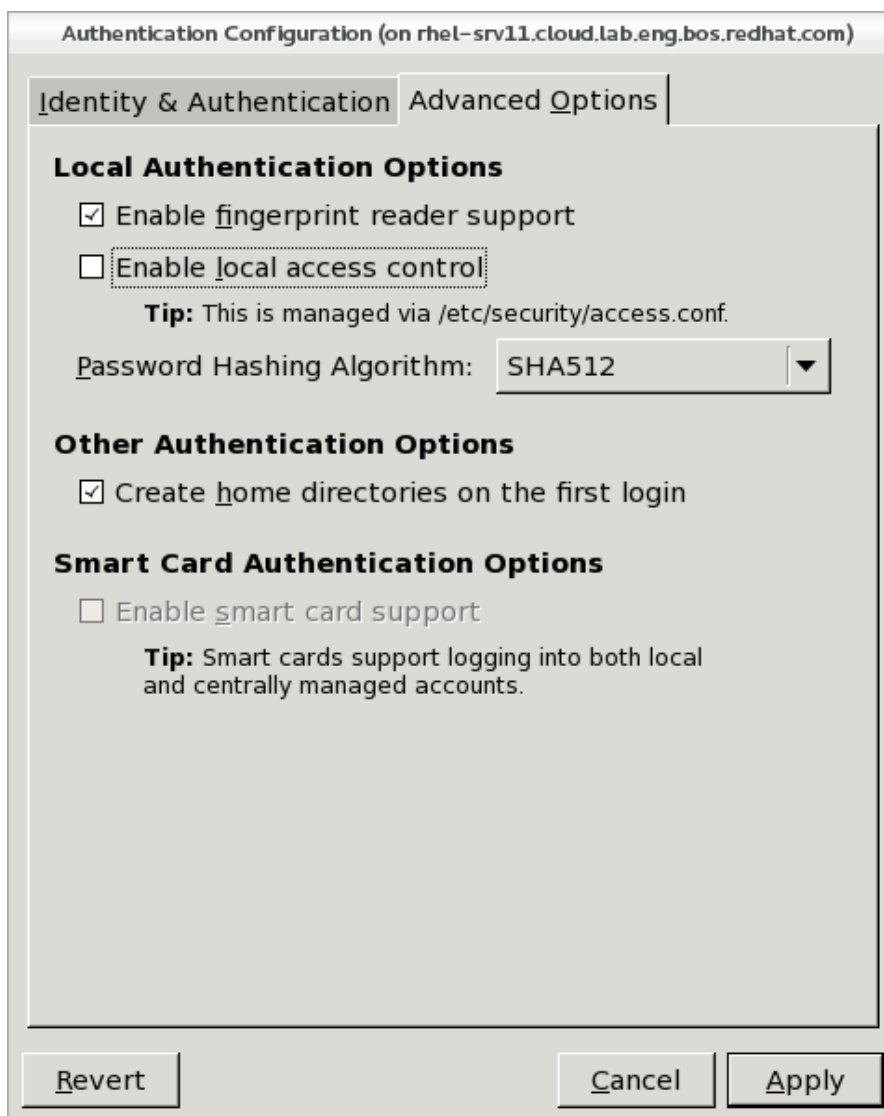 Authentication Configuration (on rhel-srv11.cloud.lab.eng.bos.redhat.com)
Identity & Authentication
Advanced Options
Local Authentication Options
Enable fingerprint reader support
Enable local access control
Tip: This is managed via /etc/security/access.conf.
Password Hashing Algorithm: SHA512
Other Authentication Options
Create home directories on the first login
Smart Card Authentication Options
Enable smart card support
Tip: Smart cards support logging into both local
and centrally managed accounts.
Revert
Cancel
Apply